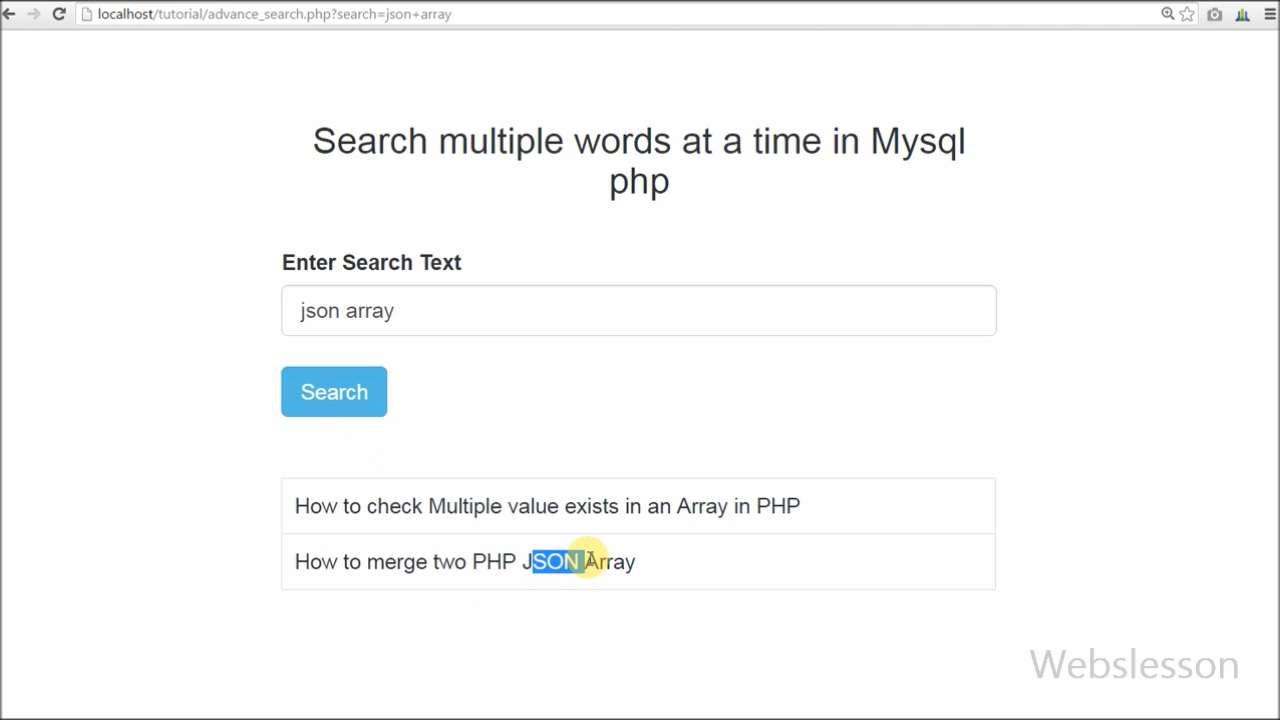 localhost/tutorial/advance_search.php?search=json+array
Search multiple words at a time in Mysql
php
Enter Search Text
json array
Search
How to check Multiple value exists in an Array in PHP
How to merge two PHP JSON Array
Webslesson